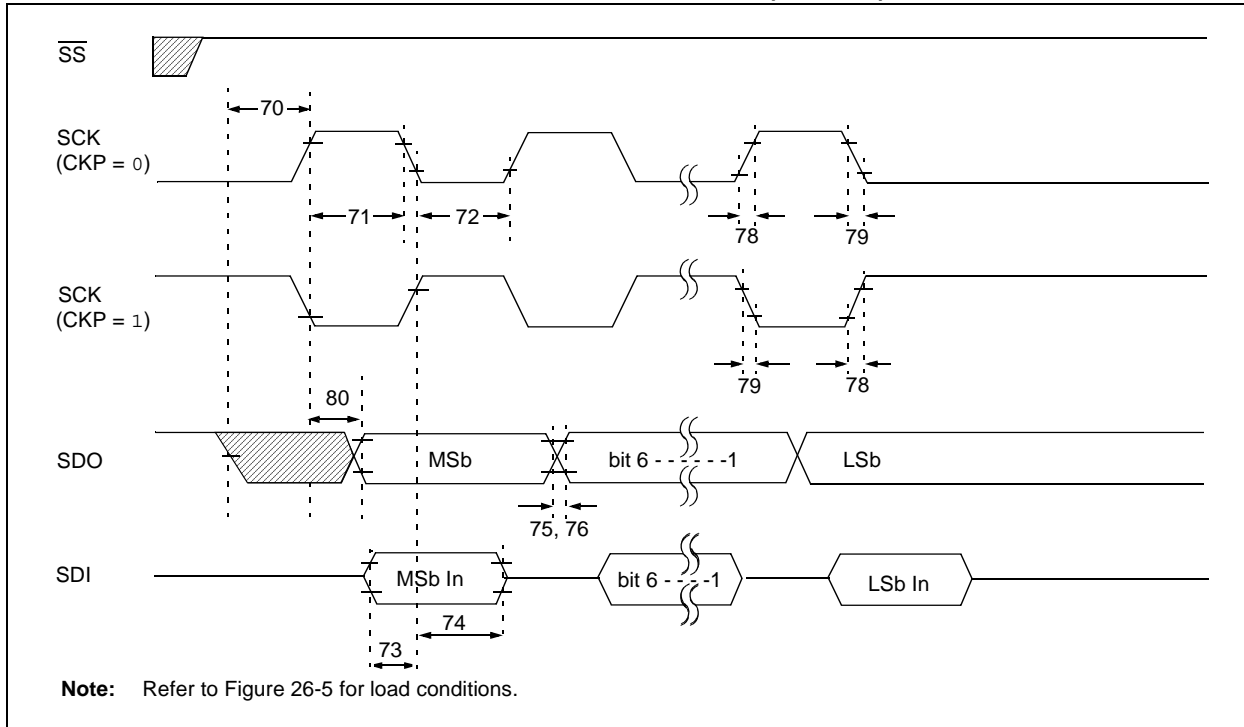 SS
70
SCK
(CKP = 0)
71
72
78
79
SCK
(CKP = 1)
79
78
80
SDO
MSb
bit 6 - - - - - -1
LSb
75, 76
SDI
MSb In
bit 6 - - - - -1
LSb In
74
73
Note: Refer to Figure 26-5 for load conditions.